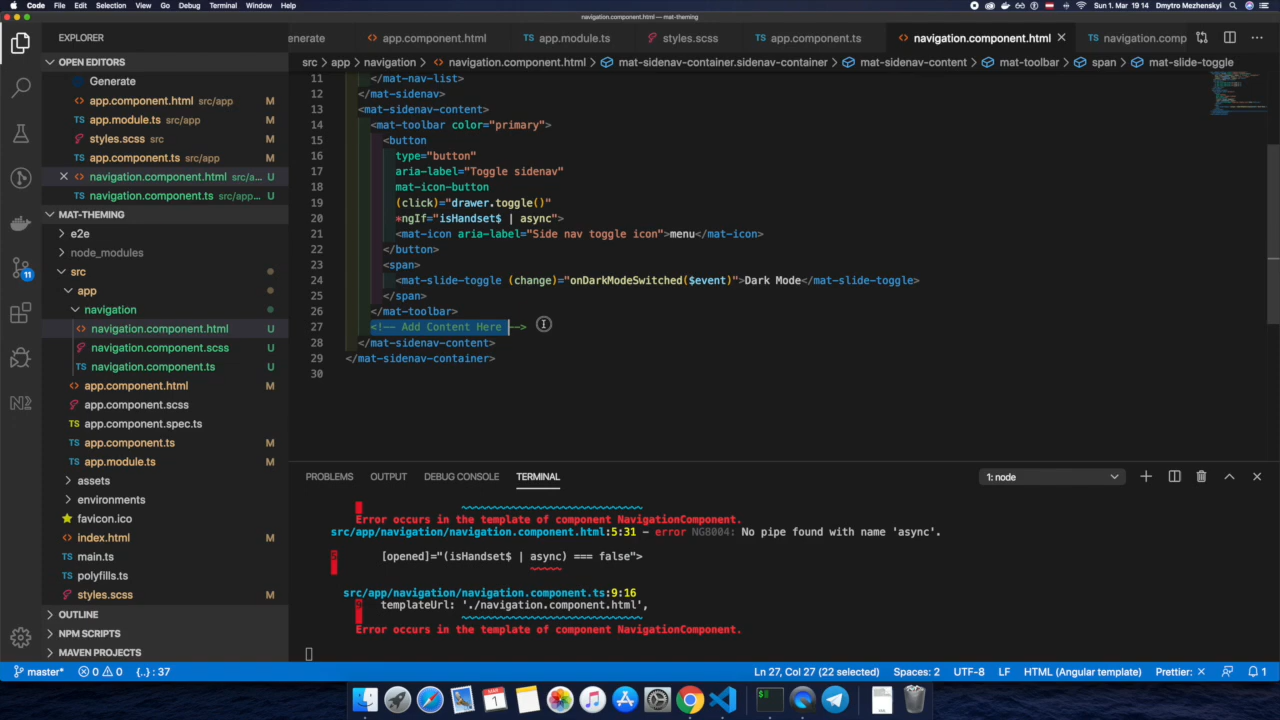 Code File Edit Selection View Go Debug Terminal Window Help
Sun 1. Mar 19 14 Dmytro Mezhenskyi
navigation.component.html — mat-theming
EXPLORER
enerate
app.component.html
app.module.ts
styles.scss
app.component.ts
navigation.component.html
navigation.comp
src > app > navigation > navigation.component.html > mat-sidenav-container.sidenav-container > mat-sidenav-content > mat-toolbar > span > mat-slide-toggle
OPEN EDITORS
Generate
app.component.html src/app M
app.module.ts src/app M
styles.scss src M
app.component.ts src/app M
navigation.component.html src/a... U
navigation.component.ts src/app... U
MAT-THEMING
e2e
node_modules
src
app
navigation
navigation.component.html U
navigation.component.scss U
navigation.component.ts U
app.component.html M
app.component.scss
app.component.spec.ts
app.component.ts M
app.module.ts M
assets
environments
favicon.ico
index.html M
main.ts
polyfills.ts
styles.scss M
OUTLINE
NPM SCRIPTS
MAVEN PROJECTS
11
N2
11 </mat-nav-list>
12 </mat-sidenav>
13 <mat-sidenav-content>
14 <mat-toolbar color="primary">
15 <button
16 type="button"
17 aria-label="Toggle sidenav"
18 mat-icon-button
19 (click)="drawer.toggle()"
20 *ngIf="isHandset$ | async">
21 <mat-icon aria-label="Side nav toggle icon">menu</mat-icon>
22 </button>
23 <span>
24 <mat-slide-toggle (change)="onDarkModeSwitched($event)">Dark Mode</mat-slide-toggle>
25 </span>
26 </mat-toolbar>
27 <!-- Add Content Here -->
28 </mat-sidenav-content>
29 </mat-sidenav-container>
30
PROBLEMS OUTPUT DEBUG CONSOLE TERMINAL
1: node
Error occurs in the template of component NavigationComponent.
src/app/navigation/navigation.component.html:5:31 - error NG8004: No pipe found with name 'async'.
5 [opened]="(isHandset$ | async) === false">
src/app/navigation/navigation.component.ts:9:16
9 templateUrl: './navigation.component.html',
Error occurs in the template of component NavigationComponent.
master* 0 0 {..} : 37
Ln 27, Col 27 (22 selected) Spaces: 2 UTF-8 LF HTML (Angular template) Prettier: 1